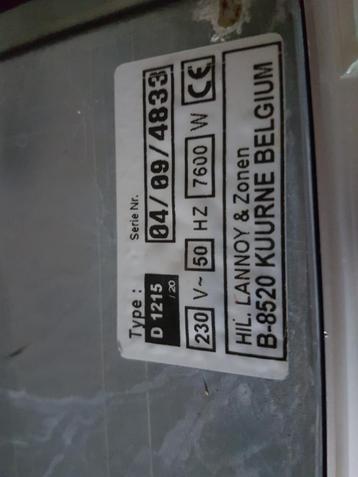 Type : Serie Nr.
D 1215 /20 04/09/4833
230 V~ 50 HZ 7600 W CE
HIL. LANNOY & Zonen
B-8520 KUURNE BELGIUM